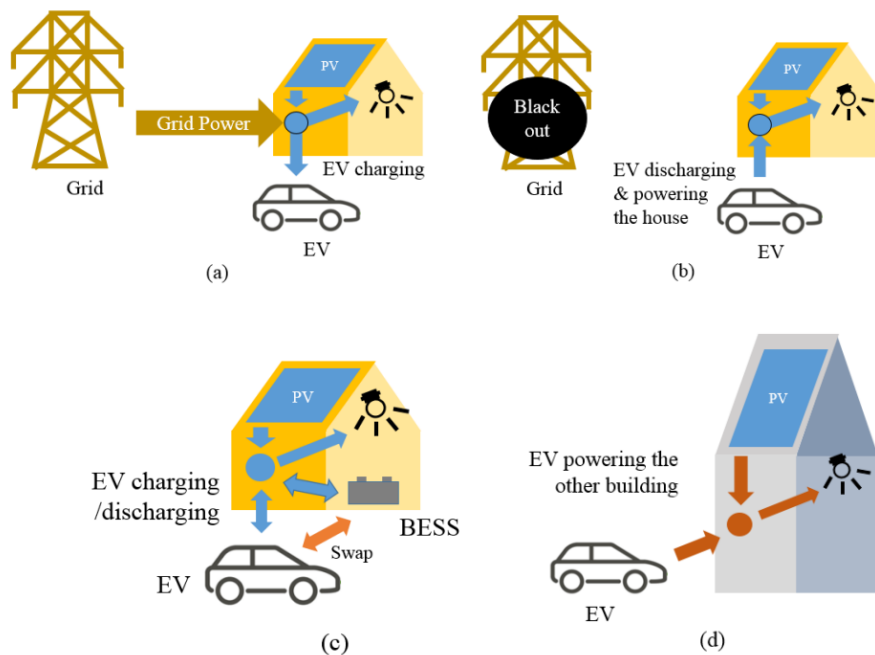 PV
Grid Power
EV charging
Grid
EV
(a)
PV
Black
out
EV discharging
& powering
the house
Grid
EV
(b)
PV
EV charging
/discharging
BESS
Swap
EV
(c)
PV
EV powering the
other building
EV
(d)